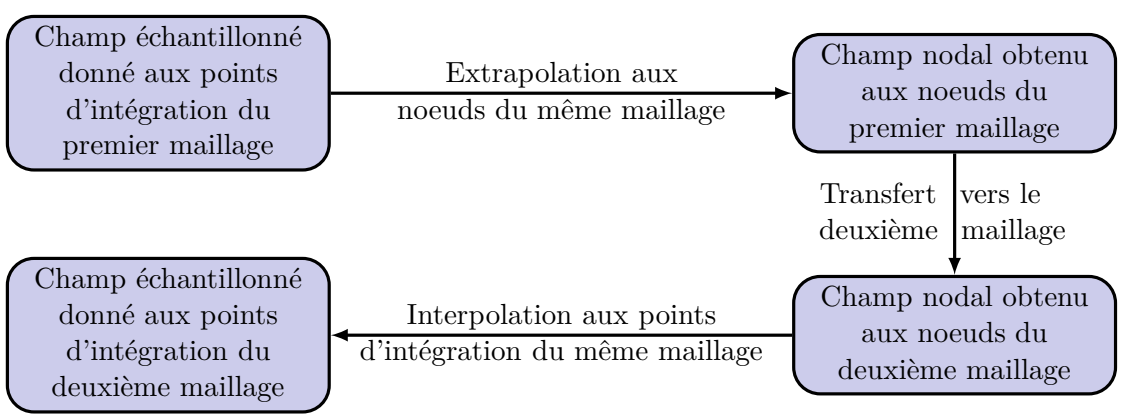 Champ échantillonné
donné aux points
d'intégration du
premier maillage
Extrapolation aux
noeuds du même maillage
Champ nodal obtenu
aux noeuds du
premier maillage
Transfert vers le
deuxième maillage
Champ nodal obtenu
aux noeuds du
deuxième maillage
Interpolation aux points
d'intégration du même maillage
Champ échantillonné
donné aux points
d'intégration du
deuxième maillage